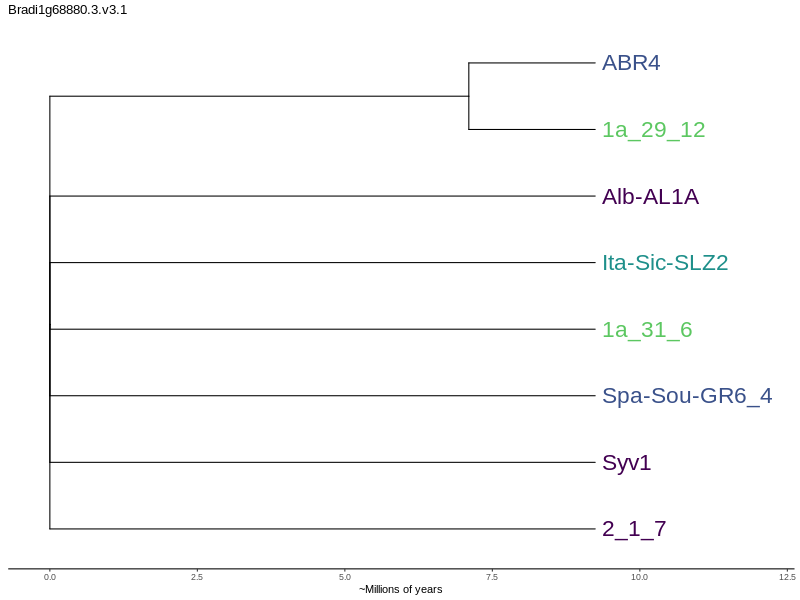 Bradi1g68880.3.v3.1
ABR4
1a_29_12
Alb-AL1A
Ita-Sic-SLZ2
1a_31_6
Spa-Sou-GR6_4
Syv1
2_1_7
0.0 2.5 5.0 7.5 10.0 12.5
~Millions of years